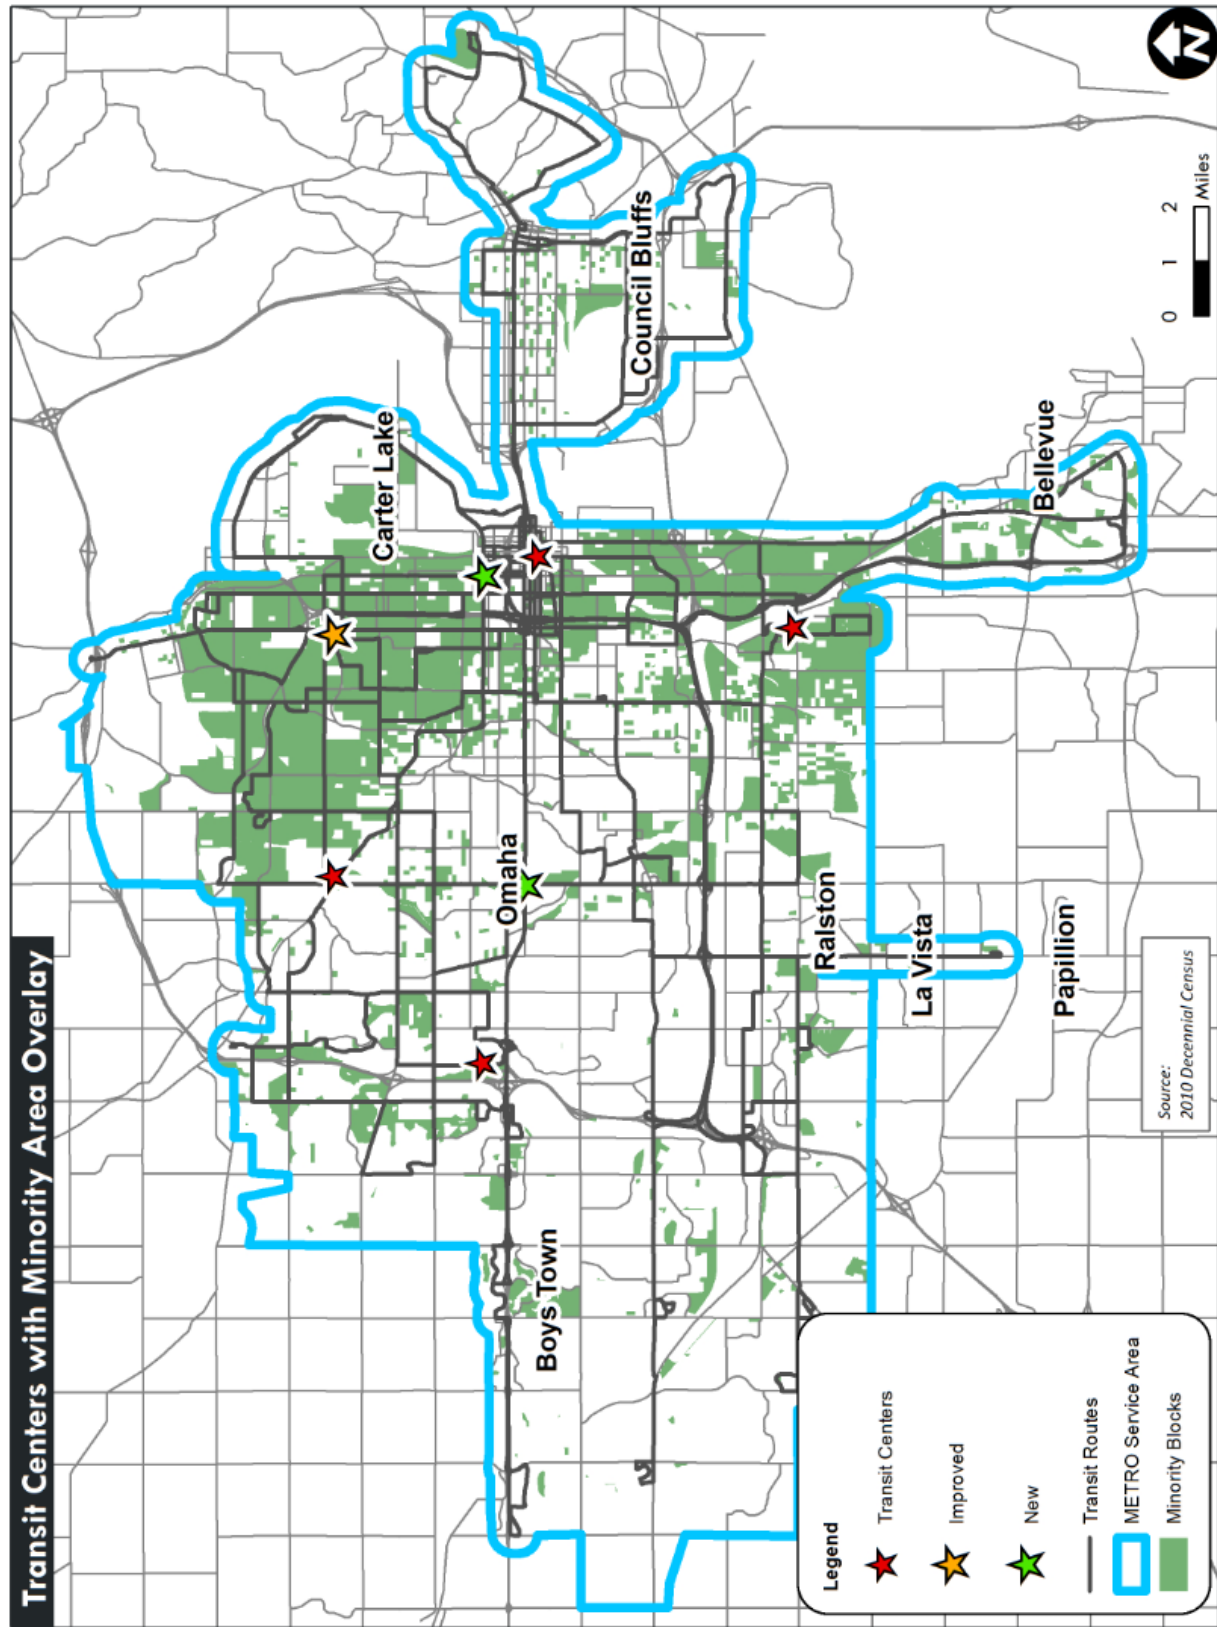 Transit Centers with Minority Area Overlay
Carter Lake
Council Bluffs
Omaha
Boys Town
Ralston
La Vista
Papillion
Bellevue
Legend
Transit Centers
Improved
New
Transit Routes
METRO Service Area
Minority Blocks
Source:
2010 Decennial Census
0 1 2
Miles
N